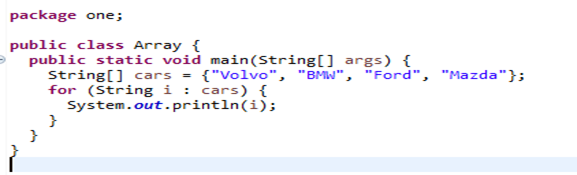 package one;
public class Array {
  public static void main(String[] args) {
    String[] cars = {"Volvo", "BMW", "Ford", "Mazda"};
    for (String i : cars) {
      System.out.println(i);
    }
  }
}